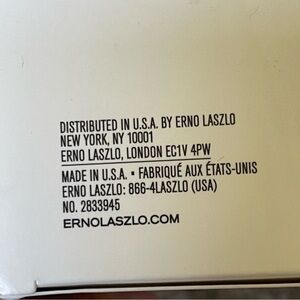 DISTRIBUTED IN U.S.A. BY ERNO LASZLO
NEW YORK, NY 10001
ERNO LASZLO, LONDON EC1V 4PW
MADE IN U.S.A. • FABRIQUÉ AUX ÉTATS-UNIS
ERNO LASZLO: 866-4LASZLO (USA)
NO. 2833945
ERNOLASZLO.COM